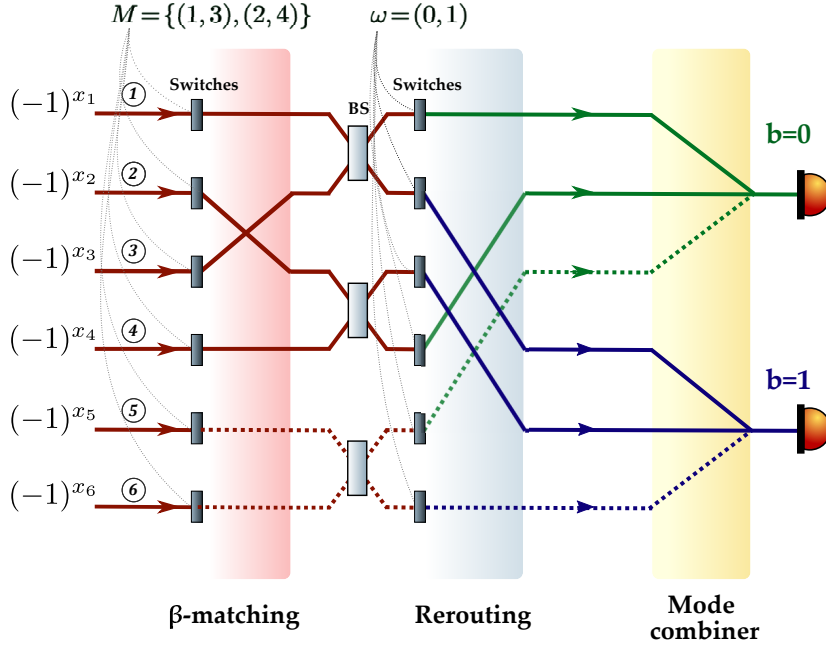 M={(1,3),(2,4)}
ω=(0,1)
Switches
Switches
(−1)^{x_1}
1
BS
b=0
(−1)^{x_2}
2
(−1)^{x_3}
3
(−1)^{x_4}
4
b=1
(−1)^{x_5}
5
(−1)^{x_6}
6
β-matching
Rerouting
Mode
combiner